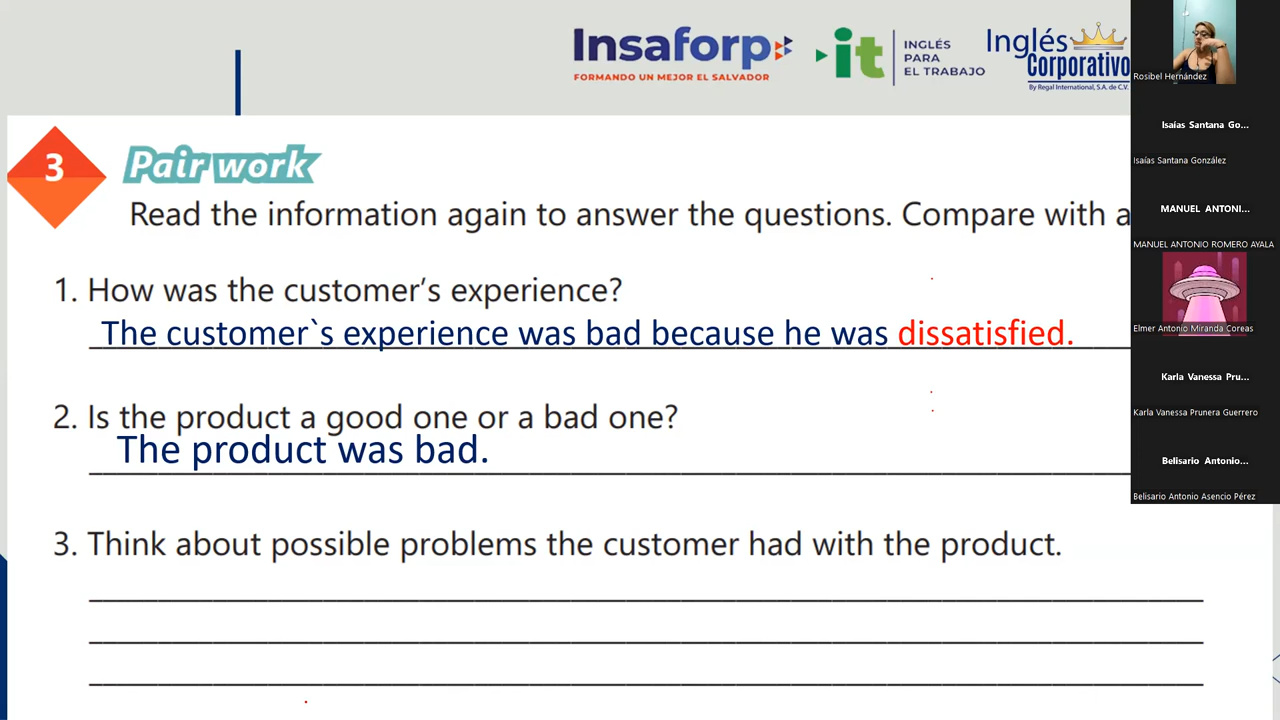 Insaforp
FORMANDO UN MEJOR EL SALVADOR
it
INGLÉS
PARA
EL TRABAJO
Inglés
Corporativo
By Regal International, S.A. de C.V.
3
Pair work
Read the information again to answer the questions. Compare with a
1. How was the customer’s experience?
The customer`s experience was bad because he was dissatisfied.
2. Is the product a good one or a bad one?
The product was bad.
3. Think about possible problems the customer had with the product.
Rosibel Hernández
Isaías Santana Go...
Isaías Santana González
MANUEL ANTONI...
MANUEL ANTONIO ROMERO AYALA
Elmer Antonio Miranda Coreas
Karla Vanessa Pru...
Karla Vanessa Prunera Guerrero
Belisario Antonio...
Belisario Antonio Asencio Pérez